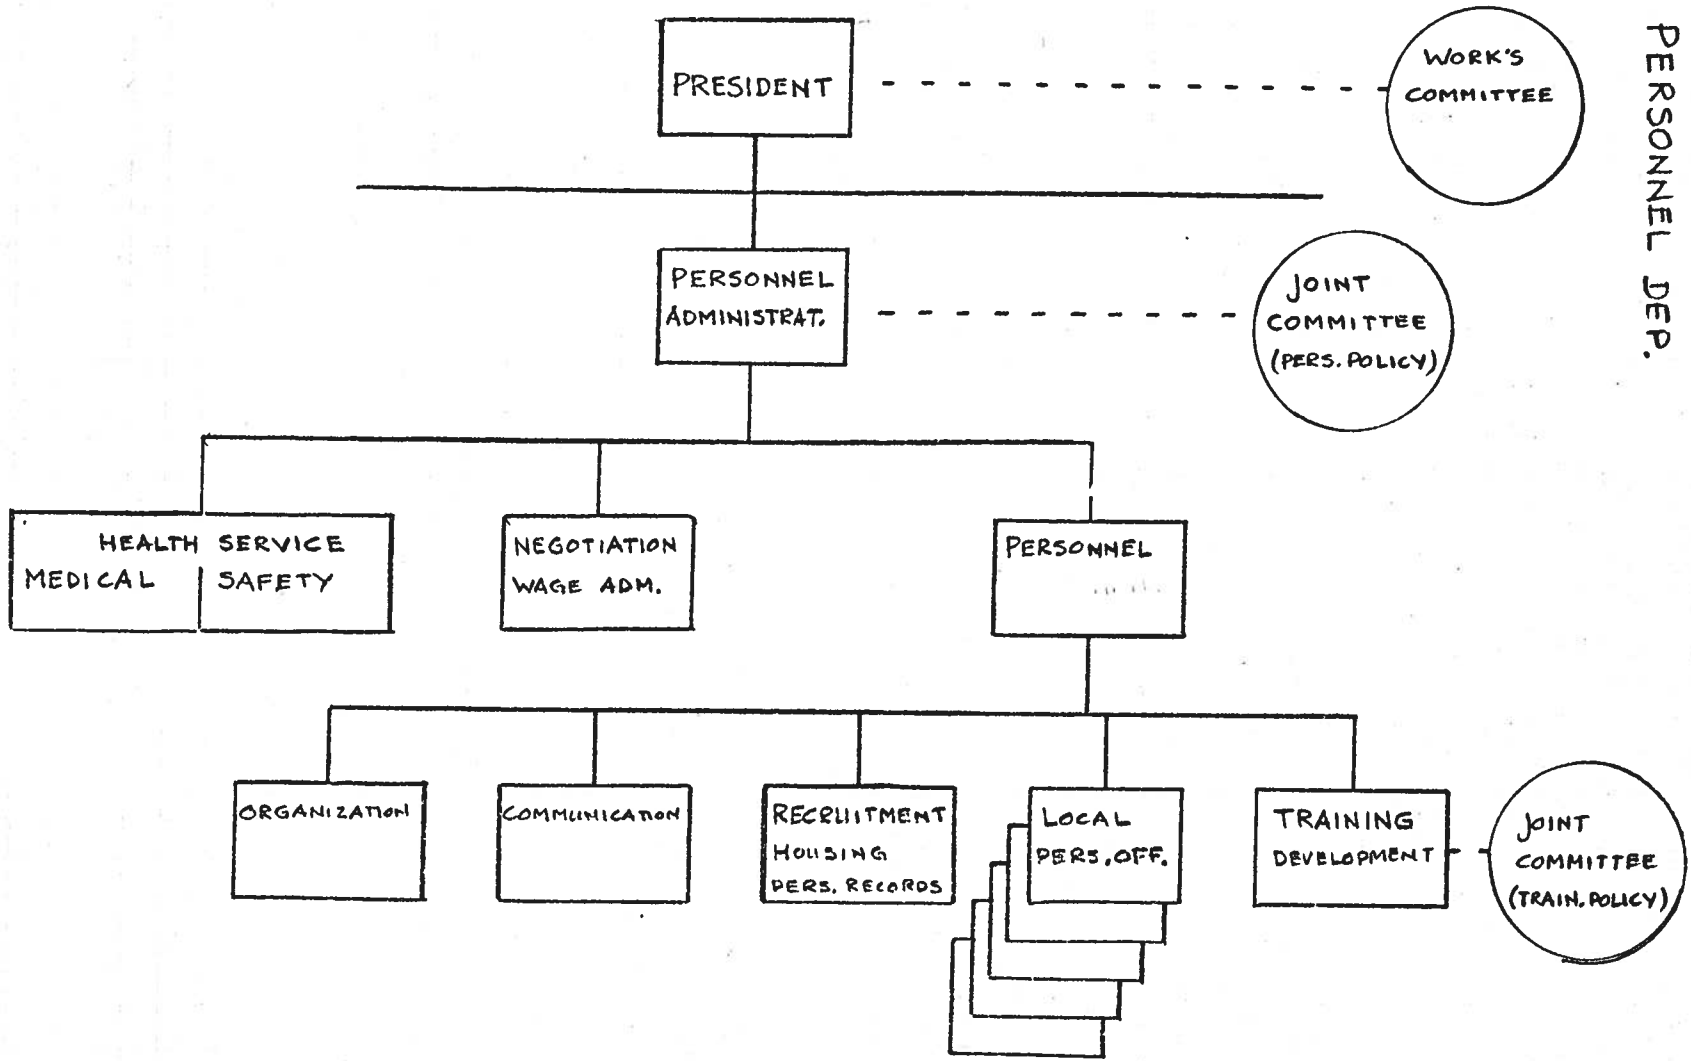 PERSONNEL DEP.
PRESIDENT
WORK'S
COMMITTEE
PERSONNEL
ADMINISTRAT.
JOINT
COMMITTEE
(PERS. POLICY)
HEALTH SERVICE
MEDICAL SAFETY
NEGOTIATION
WAGE ADM.
PERSONNEL
ORGANIZATION
COMMUNICATION
RECRUITMENT
HOUSING
PERS. RECORDS
LOCAL
PERS. OFF.
TRAINING
DEVELOPMENT
JOINT
COMMITTEE
(TRAIN. POLICY)